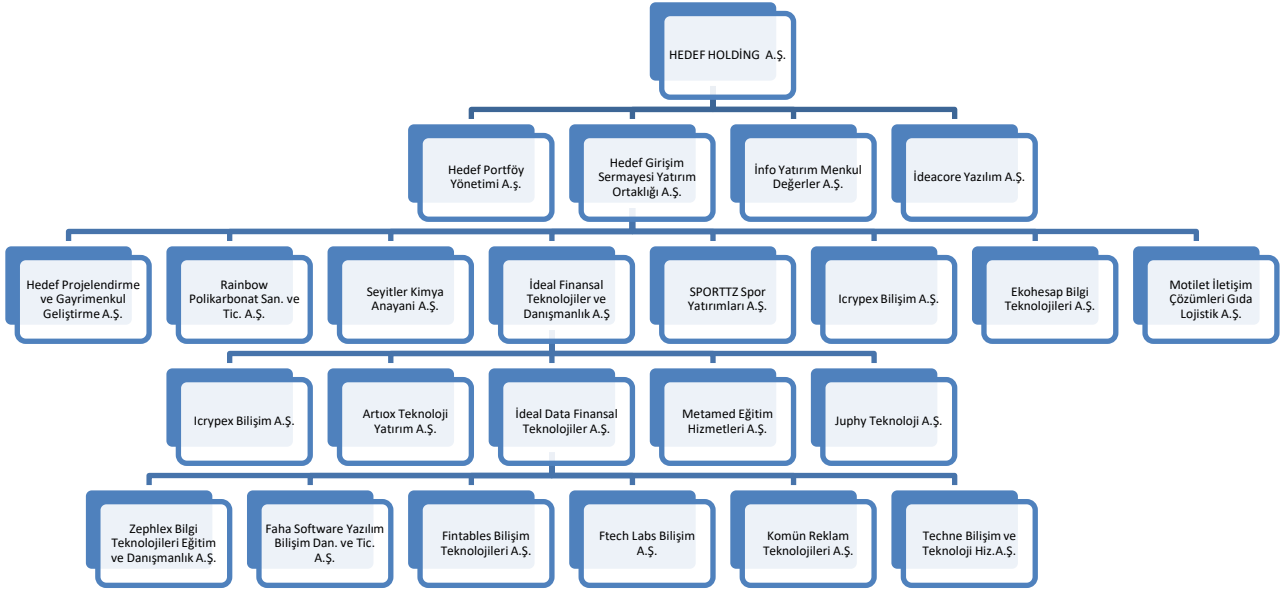 HEDEF HOLDİNG A.Ş.
Hedef Portföy
Yönetimi A.ş.
Hedef Girişim
Sermayesi Yatırım
Ortaklığı A.Ş.
İnfo Yatırım Menkul
Değerler A.Ş.
İdeacore Yazılım A.Ş.
Hedef Projelendirme
ve Gayrimenkul
Geliştirme A.Ş.
Rainbow
Polikarbonat San. ve
Tic. A.Ş.
Seyitler Kimya
Anayani A.Ş.
İdeal Finansal
Teknolojiler ve
Danışmanlık A.Ş
SPORTTZ Spor
Yatırımları A.Ş.
Icrypex Bilişim A.Ş.
Ekohesap Bilgi
Teknolojileri A.Ş.
Motilet İletişim
Çözümleri Gıda
Lojistik A.Ş.
Icrypex Bilişim A.Ş.
Artıox Teknoloji
Yatırım A.Ş.
İdeal Data Finansal
Teknolojiler A.Ş.
Metamed Eğitim
Hizmetleri A.Ş.
Juphy Teknoloji A.Ş.
Zephlex Bilgi
Teknolojileri Eğitim
ve Danışmanlık A.Ş.
Faha Software Yazılım
Bilişim Dan. ve Tic.
A.Ş.
Fintables Bilişim
Teknolojileri A.Ş.
Ftech Labs Bilişim
A.Ş.
Komün Reklam
Teknolojileri A.Ş.
Techne Bilişim ve
Teknoloji Hiz.A.Ş.